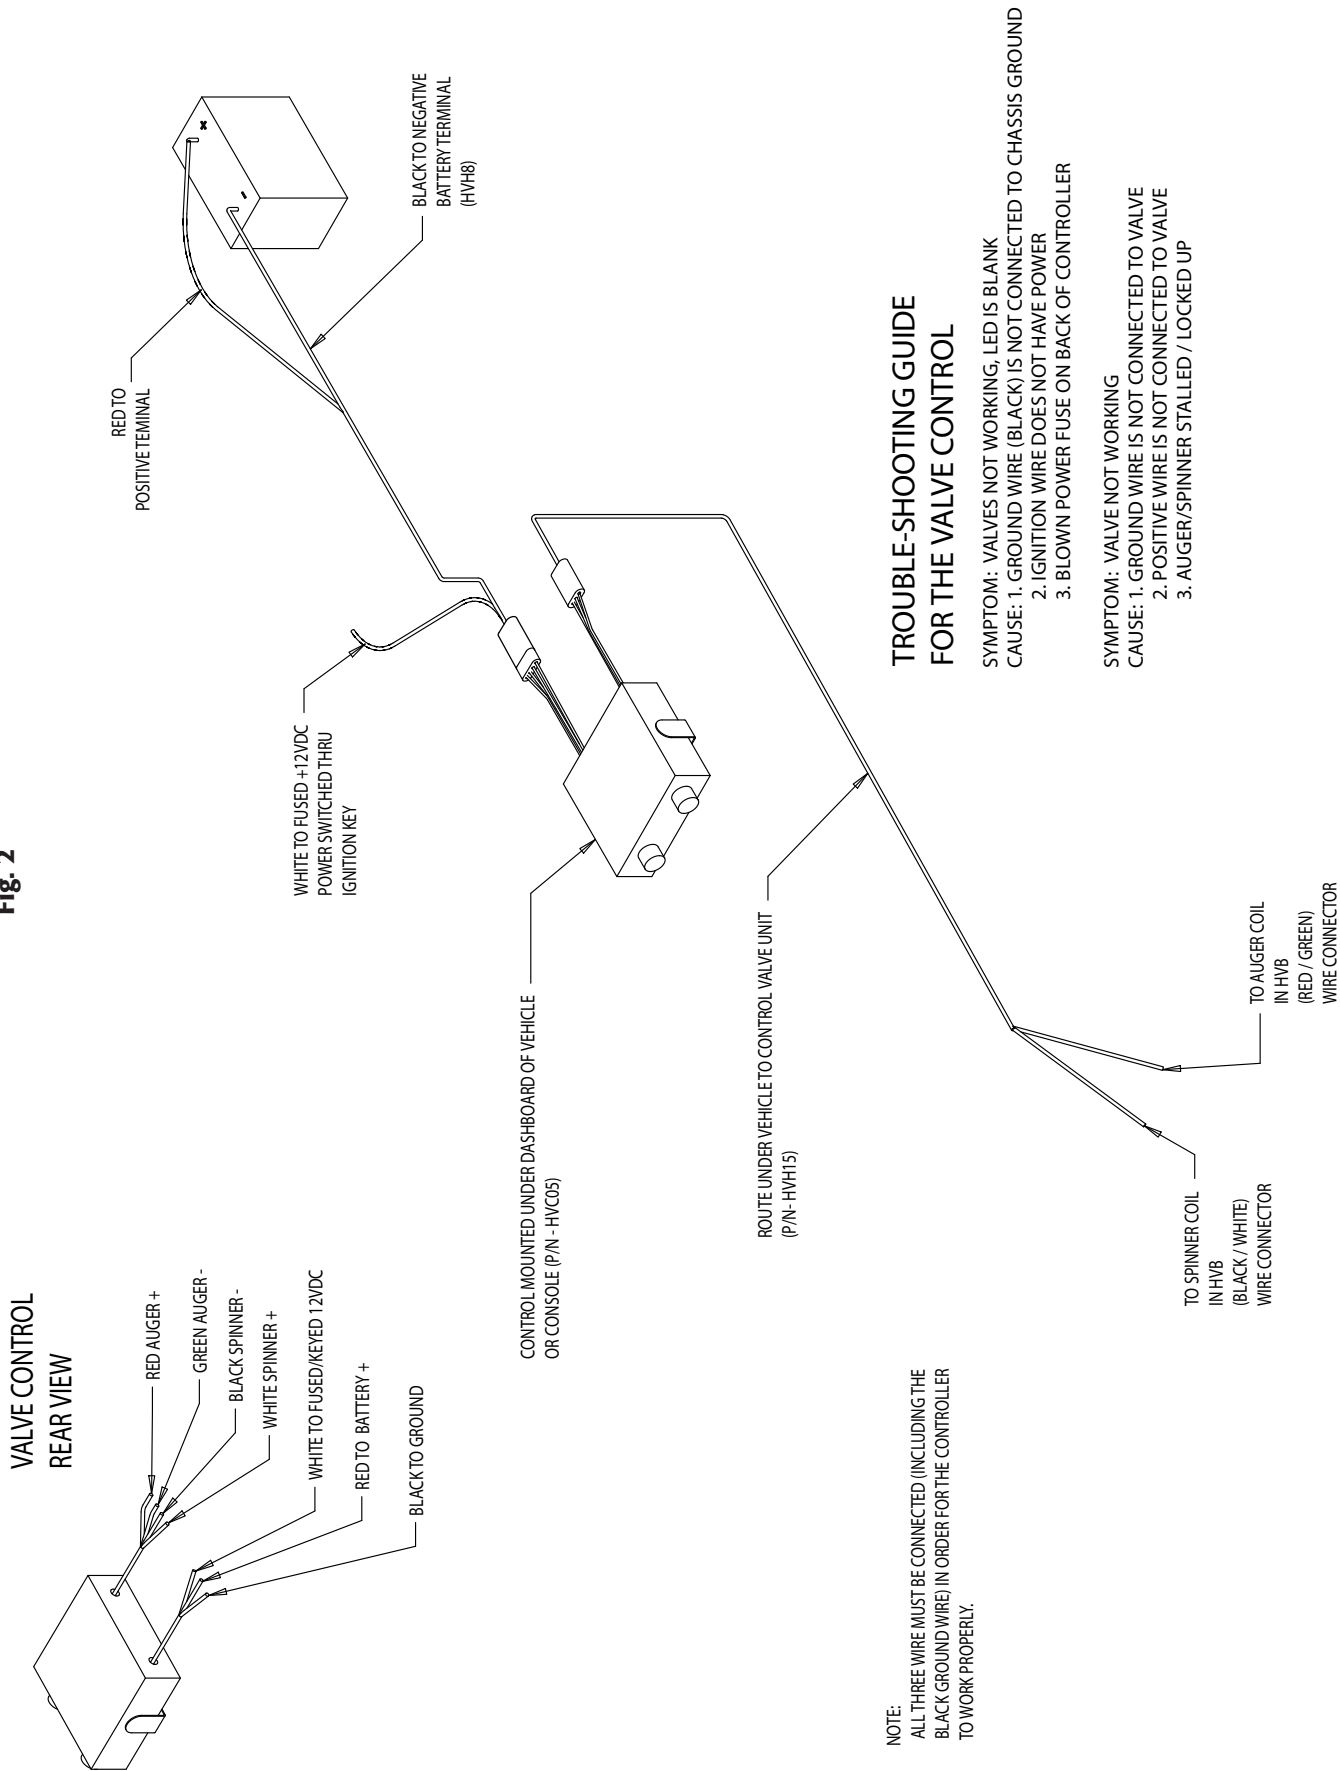 Fig. 2
VALVE CONTROL
REAR VIEW
RED AUGER +
GREEN AUGER -
BLACK SPINNER -
WHITE SPINNER +
WHITE TO FUSED/KEYED 12VDC
RED TO BATTERY +
BLACK TO GROUND
RED TO
POSITIVE TEMINAL
BLACK TO NEGATIVE
BATTERY TERMINAL
(HVH8)
+
-
WHITE TO FUSED +12VDC
POWER SWITCHED THRU
IGNITION KEY
CONTROL MOUNTED UNDER DASHBOARD OF VEHICLE
OR CONSOLE (P/N - HVC05)
ROUTE UNDER VEHICLE TO CONTROL VALVE UNIT
(P/N- HVH15)
TO SPINNER COIL
IN HVB
(BLACK / WHITE)
WIRE CONNECTOR
TO AUGER COIL
IN HVB
(RED / GREEN)
WIRE CONNECTOR
NOTE:
ALL THREE WIRE MUST BE CONNECTED (INCLUDING THE
BLACK GROUND WIRE) IN ORDER FOR THE CONTROLLER
TO WORK PROPERLY.
TROUBLE-SHOOTING GUIDE
FOR THE VALVE CONTROL
SYMPTOM: VALVES NOT WORKING, LED IS BLANK
CAUSE: 1. GROUND WIRE (BLACK) IS NOT CONNECTED TO CHASSIS GROUND
2. IGNITION WIRE DOES NOT HAVE POWER
3. BLOWN POWER FUSE ON BACK OF CONTROLLER
SYMPTOM: VALVE NOT WORKING
CAUSE: 1. GROUND WIRE IS NOT CONNECTED TO VALVE
2. POSITIVE WIRE IS NOT CONNECTED TO VALVE
3. AUGER/SPINNER STALLED / LOCKED UP